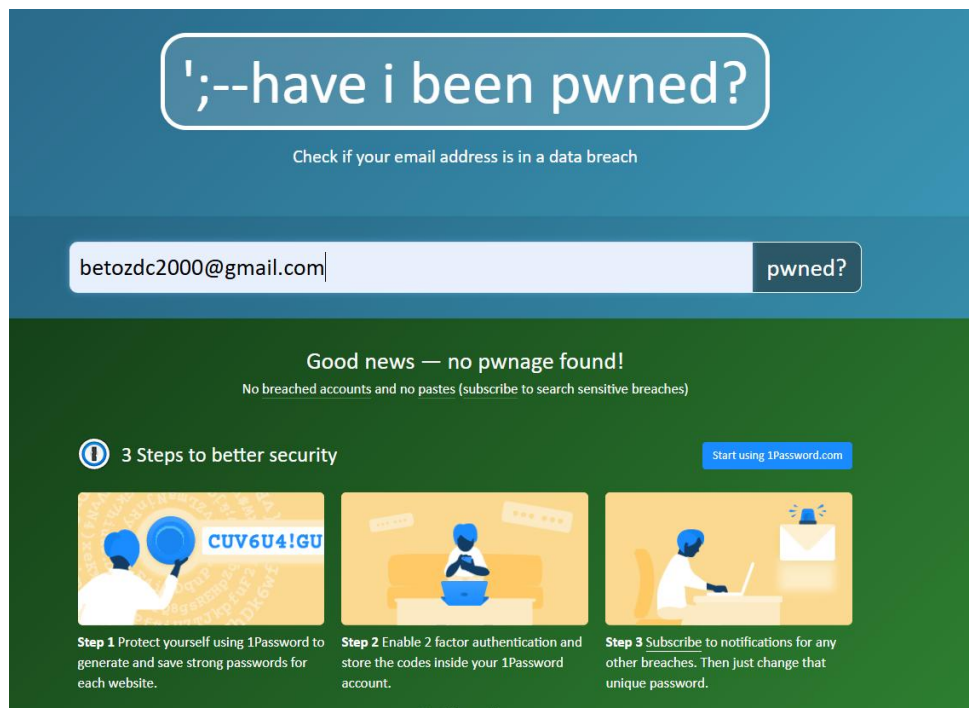 ';--have i been pwned?
Check if your email address is in a data breach
betozdc2000@gmail.com
pwned?
Good news — no pwnage found!
No breached accounts and no pastes (subscribe to search sensitive breaches)
3 Steps to better security
Start using 1Password.com
CUV6U4!GU
Step 1 Protect yourself using 1Password to
generate and save strong passwords for
each website.
Step 2 Enable 2 factor authentication and
store the codes inside your 1Password
account.
Step 3 Subscribe to notifications for any
other breaches. Then just change that
unique password.